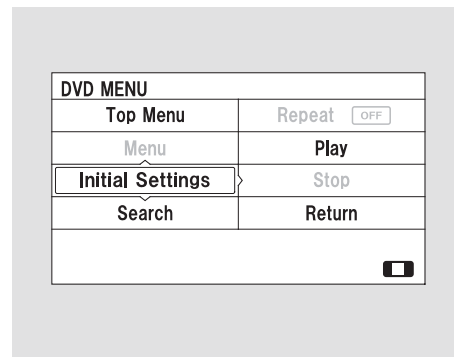 DVD MENU
Top Menu Repeat OFF
Menu Play
Initial Settings Stop
Search Return